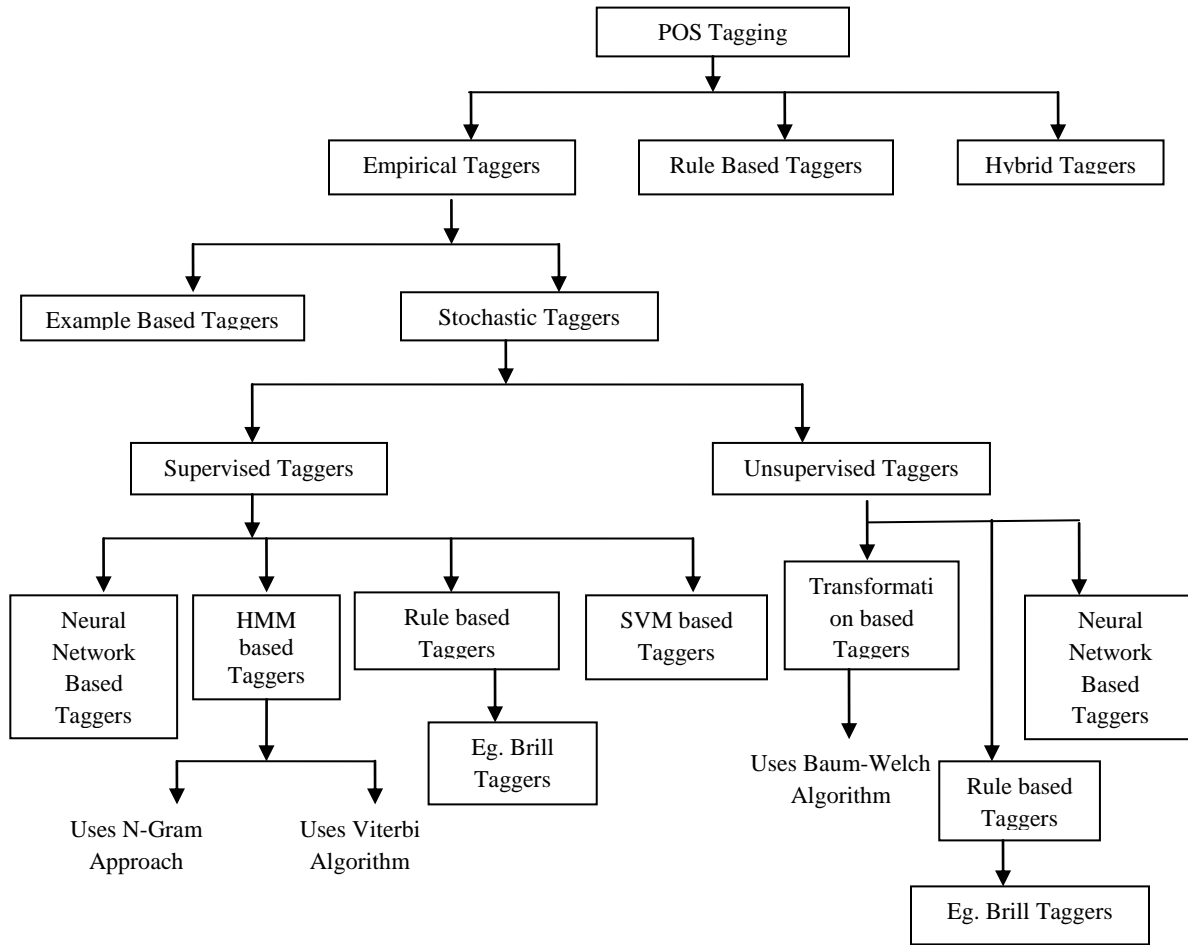 POS Tagging
Empirical Taggers
Rule Based Taggers
Hybrid Taggers
Example Based Taggers
Stochastic Taggers
Supervised Taggers
Unsupervised Taggers
Neural
Network
Based
Taggers
HMM
based
Taggers
Rule based
Taggers
SVM based
Taggers
Transformati
on based
Taggers
Neural
Network
Based
Taggers
Eg. Brill
Taggers
Uses Baum-Welch
Algorithm
Rule based
Taggers
Uses N-Gram
Approach
Uses Viterbi
Algorithm
Eg. Brill Taggers